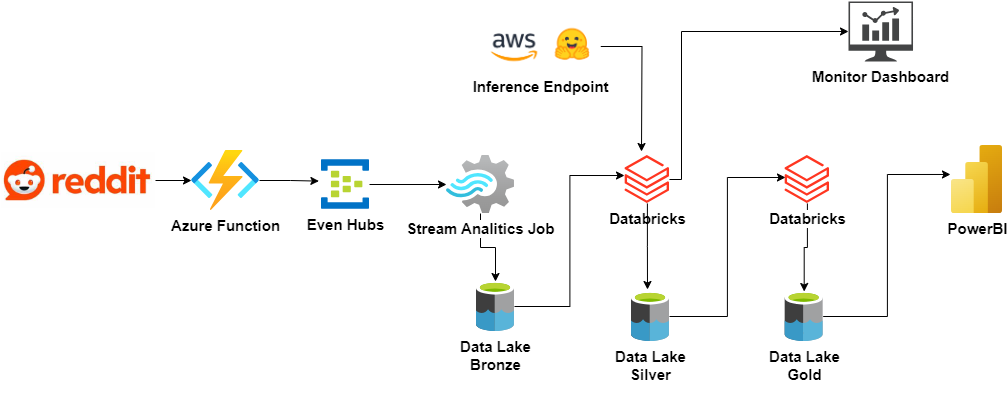 aws
Inference Endpoint
Monitor Dashboard
reddit
Azure Function
Even Hubs
Stream Analitics Job
Databricks
Databricks
PowerBI
Data Lake
Bronze
Data Lake
Silver
Data Lake
Gold